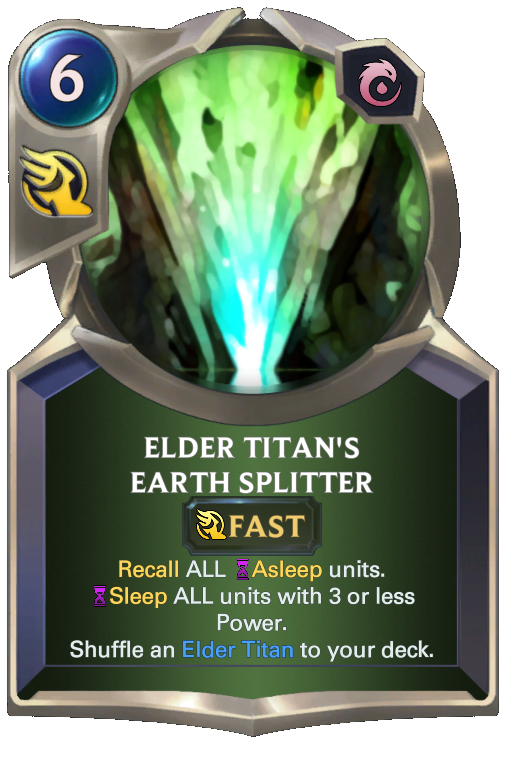 6
ELDER TITAN'S
EARTH SPLITTER
FAST
Recall ALL Asleep units.
Sleep ALL units with 3 or less
Power.
Shuffle an Elder Titan to your deck.